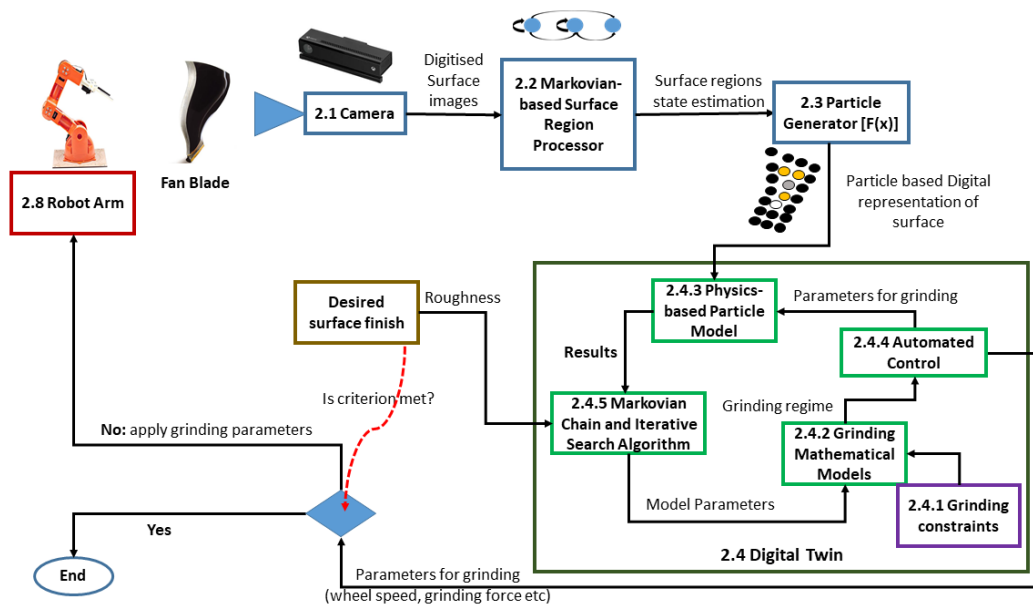 Digitised
Surface
images
2.1 Camera
2.2 Markovian-
based Surface
Region
Processor
Surface regions
state estimation
2.3 Particle
Generator [F(x)]
Fan Blade
2.8 Robot Arm
Particle based Digital
representation of
surface
Desired
surface finish
Roughness
2.4.3 Physics-
based Particle
Model
Parameters for grinding
2.4.4 Automated
Control
Results
Is criterion met?
2.4.5 Markovian
Chain and Iterative
Search Algorithm
Grinding regime
2.4.2 Grinding
Mathematical
Models
No: apply grinding parameters
Model Parameters
2.4.1 Grinding
constraints
Yes
2.4 Digital Twin
End
Parameters for grinding
(wheel speed, grinding force etc)